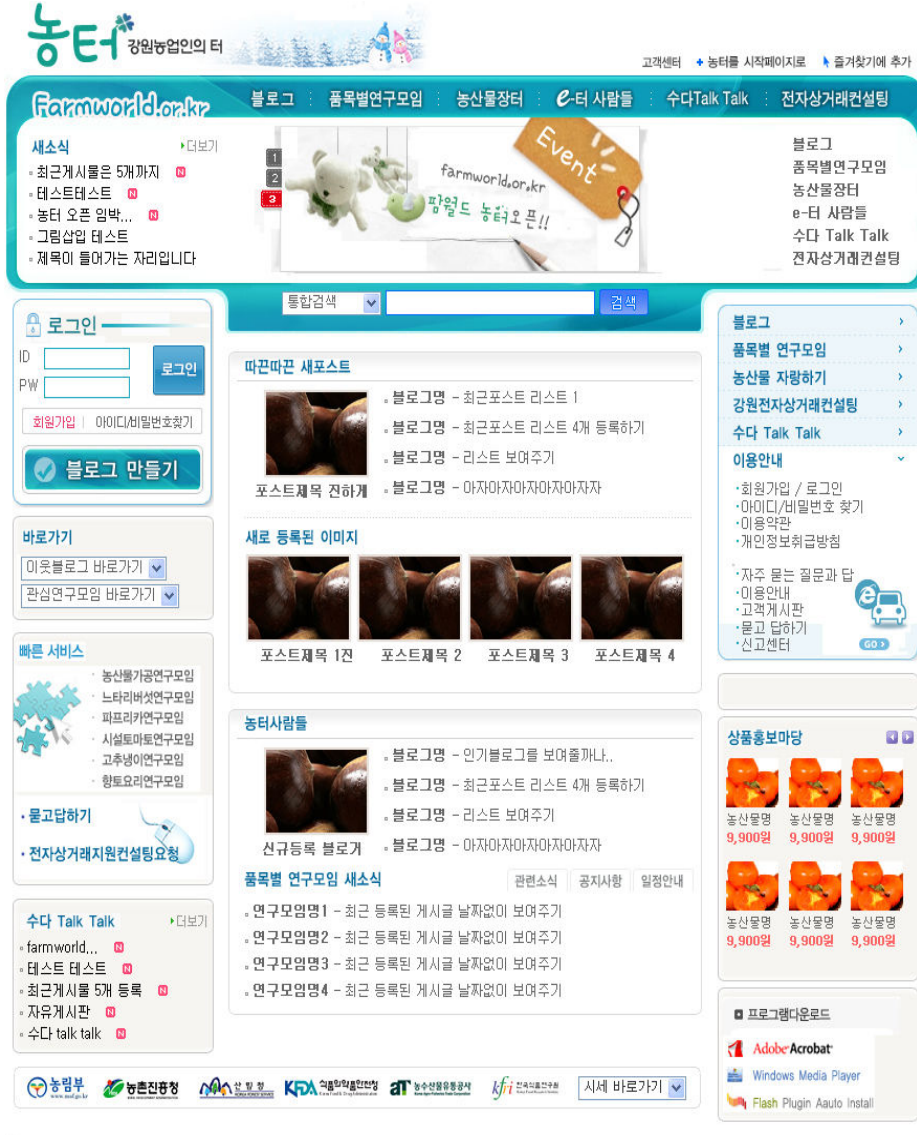 농터 강원농업인의 터
고객센터 + 농터를 시작페이지로 즐겨찾기에 추가
Farmworld.or.kr
블로그 : 품목별연구모임 : 농산물장터 : e-터 사람들 : 수다Talk Talk : 전자상거래컨설팅
새소식 더보기
최근게시물은 5개까지 N
테스트테스트 N
농터 오픈 임박... N
그림삽입 테스트
제목이 들어가는 자리입니다
1
2
3
Event
farmworld.or.kr
팜월드 농터오픈!!
블로그
품목별연구모임
농산물장터
e-터 사람들
수다 Talk Talk
전자상거래컨설팅
통합검색 검색
로그인
ID
PW
로그인
회원가입 | 아이디/비밀번호찾기
블로그 만들기
바로가기
이웃블로그 바로가기
관심연구모임 바로가기
빠른 서비스
· 농산물가공연구모임
· 느타리버섯연구모임
· 파프리카연구모임
· 시설토마토연구모임
· 고추냉이연구모임
· 향토요리연구모임
· 묻고답하기
· 전자상거래지원컨설팅요청
수다 Talk Talk 더보기
farmworld... N
테스트 테스트 N
최근게시물 5개 등록 N
자유게시판 N
수다 talk talk N
따끈따끈 새포스트
포스트제목 진하게
블로그명 - 최근포스트 리스트 1
블로그명 - 최근포스트 리스트 4개 등록하기
블로그명 - 리스트 보여주기
블로그명 - 아자아자아자아자아자자
새로 등록된 이미지
포스트제목 1진 포스트제목 2 포스트제목 3 포스트제목 4
농터사람들
신규등록 블로거
블로그명 - 인기블로그를 보여줄까나..
블로그명 - 최근포스트 리스트 4개 등록하기
블로그명 - 리스트 보여주기
블로그명 - 아자아자아자아자아자자
품목별 연구모임 새소식 관련소식 공지사항 일정안내
연구모임명1 - 최근 등록된 게시글 날짜없이 보여주기
연구모임명2 - 최근 등록된 게시글 날짜없이 보여주기
연구모임명3 - 최근 등록된 게시글 날짜없이 보여주기
연구모임명4 - 최근 등록된 게시글 날짜없이 보여주기
블로그
품목별 연구모임
농산물 자랑하기
강원전자상거래컨설팅
수다 Talk Talk
이용안내
·회원가입 / 로그인
·아이디/비밀번호 찾기
·이용약관
·개인정보취급방침
·자주 묻는 질문과 답
·이용안내
·고객게시판
·묻고 답하기
·신고센터
GO
상품홍보마당
농산물명 농산물명 농산물명
9,900원 9,900원 9,900원
농산물명 농산물명 농산물명
9,900원 9,900원 9,900원
프로그램다운로드
Adobe Acrobat
Windows Media Player
Flash Plugin Aauto Install
농림부 www.maf.go.kr 농촌진흥청 산림청 KFDA 식품의약품안전청 aT 농수산물유통공사 kfri 한국식품연구원 시세 바로가기